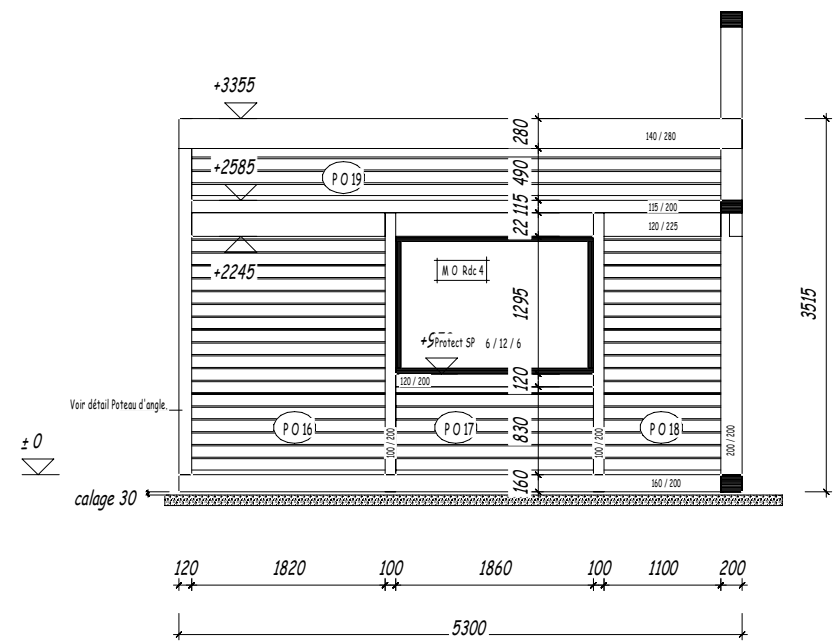 +3355
280
140 / 280
+2585
P O 19
490
115
115 / 200
22
120 / 225
+2245
M O Rdc 4
1295
3515
Protect SP 6 / 12 / 6
120 / 200
120
Voir détail Poteau d'angle.
P O 16
100 / 200
P O 17
830
100 / 200
P O 18
200 / 200
± 0
160
160 / 200
calage 30
120 1820 100 1860 100 1100 200
5300